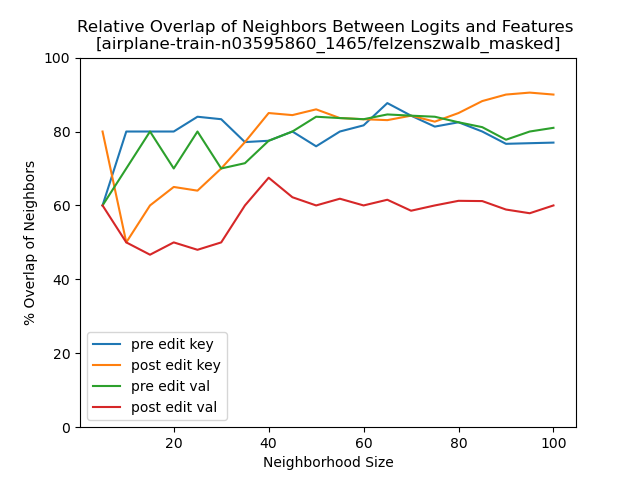 Relative Overlap of Neighbors Between Logits and Features
[airplane-train-n03595860_1465/felzenszwalb_masked]
100
80
60
40
20
0
% Overlap of Neighbors
pre edit key
post edit key
pre edit val
post edit val
20 40 60 80 100
Neighborhood Size